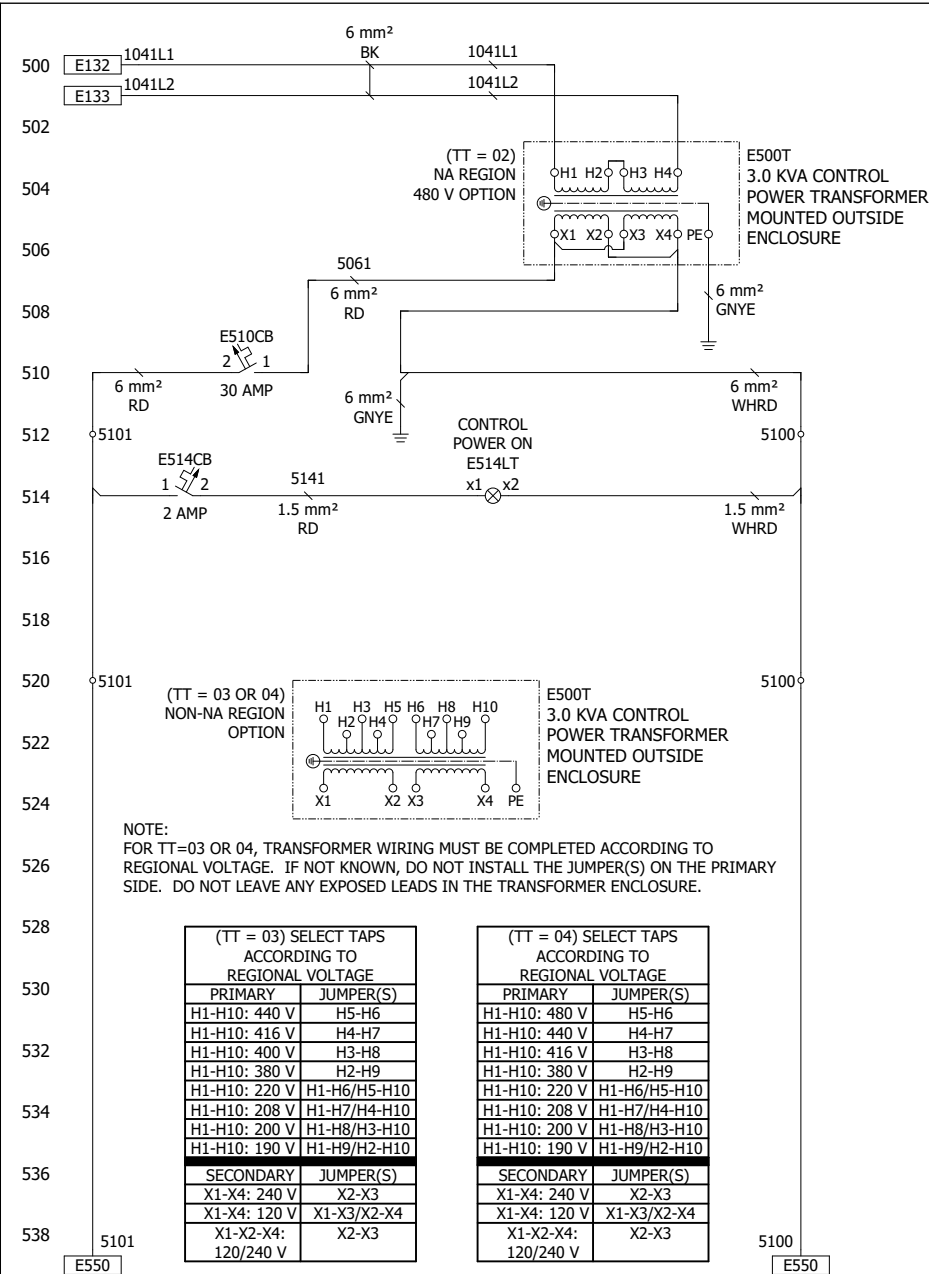 6 mm²
BK
500 E132 1041L1 1041L1
E133 1041L2 1041L2
502
(TT = 02)
NA REGION
480 V OPTION
E500T
3.0 KVA CONTROL
POWER TRANSFORMER
MOUNTED OUTSIDE
ENCLOSURE
504
H1 H2 H3 H4
X1 X2 X3 X4 PE
506
5061
6 mm²
RD
6 mm²
GNYE
508
E510CB
2 1
30 AMP
510
6 mm²
RD
6 mm²
GNYE
6 mm²
WHRD
512 5101 5100
CONTROL
POWER ON
E514LT
x1 x2
E514CB
1 2
2 AMP
514
5141
1.5 mm²
RD
1.5 mm²
WHRD
516
518
520 5101 5100
(TT = 03 OR 04)
NON-NA REGION
OPTION
E500T
3.0 KVA CONTROL
POWER TRANSFORMER
MOUNTED OUTSIDE
ENCLOSURE
H1 H3 H5 H6 H8 H10
H2 H4 H7 H9
522
X1 X2 X3 X4 PE
524
NOTE:
FOR TT=03 OR 04, TRANSFORMER WIRING MUST BE COMPLETED ACCORDING TO
526
REGIONAL VOLTAGE. IF NOT KNOWN, DO NOT INSTALL THE JUMPER(S) ON THE PRIMARY
SIDE. DO NOT LEAVE ANY EXPOSED LEADS IN THE TRANSFORMER ENCLOSURE.
528
(TT = 03) SELECT TAPS
ACCORDING TO
REGIONAL VOLTAGE
PRIMARY JUMPER(S)
H1-H10: 440 V H5-H6
H1-H10: 416 V H4-H7
H1-H10: 400 V H3-H8
H1-H10: 380 V H2-H9
H1-H10: 220 V H1-H6/H5-H10
H1-H10: 208 V H1-H7/H4-H10
H1-H10: 200 V H1-H8/H3-H10
H1-H10: 190 V H1-H9/H2-H10
SECONDARY JUMPER(S)
X1-X4: 240 V X2-X3
X1-X4: 120 V X1-X3/X2-X4
X1-X2-X4: X2-X3
120/240 V
(TT = 04) SELECT TAPS
ACCORDING TO
REGIONAL VOLTAGE
PRIMARY JUMPER(S)
H1-H10: 480 V H5-H6
H1-H10: 440 V H4-H7
H1-H10: 416 V H3-H8
H1-H10: 380 V H2-H9
H1-H10: 220 V H1-H6/H5-H10
H1-H10: 208 V H1-H7/H4-H10
H1-H10: 200 V H1-H8/H3-H10
H1-H10: 190 V H1-H9/H2-H10
SECONDARY JUMPER(S)
X1-X4: 240 V X2-X3
X1-X4: 120 V X1-X3/X2-X4
X1-X2-X4: X2-X3
120/240 V
530
532
534
536
538 5101 5100
E550 E550